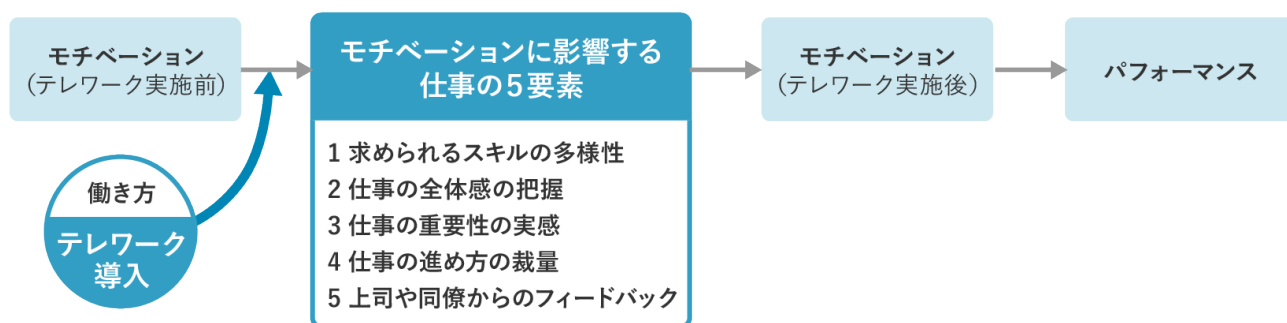 モチベーション
(テレワーク実施前)
働き方
テレワーク
導入
モチベーションに影響する
仕事の5要素
1 求められるスキルの多様性
2 仕事の全体感の把握
3 仕事の重要性の実感
4 仕事の進め方の裁量
5 上司や同僚からのフィードバック
モチベーション
(テレワーク実施後)
パフォーマンス